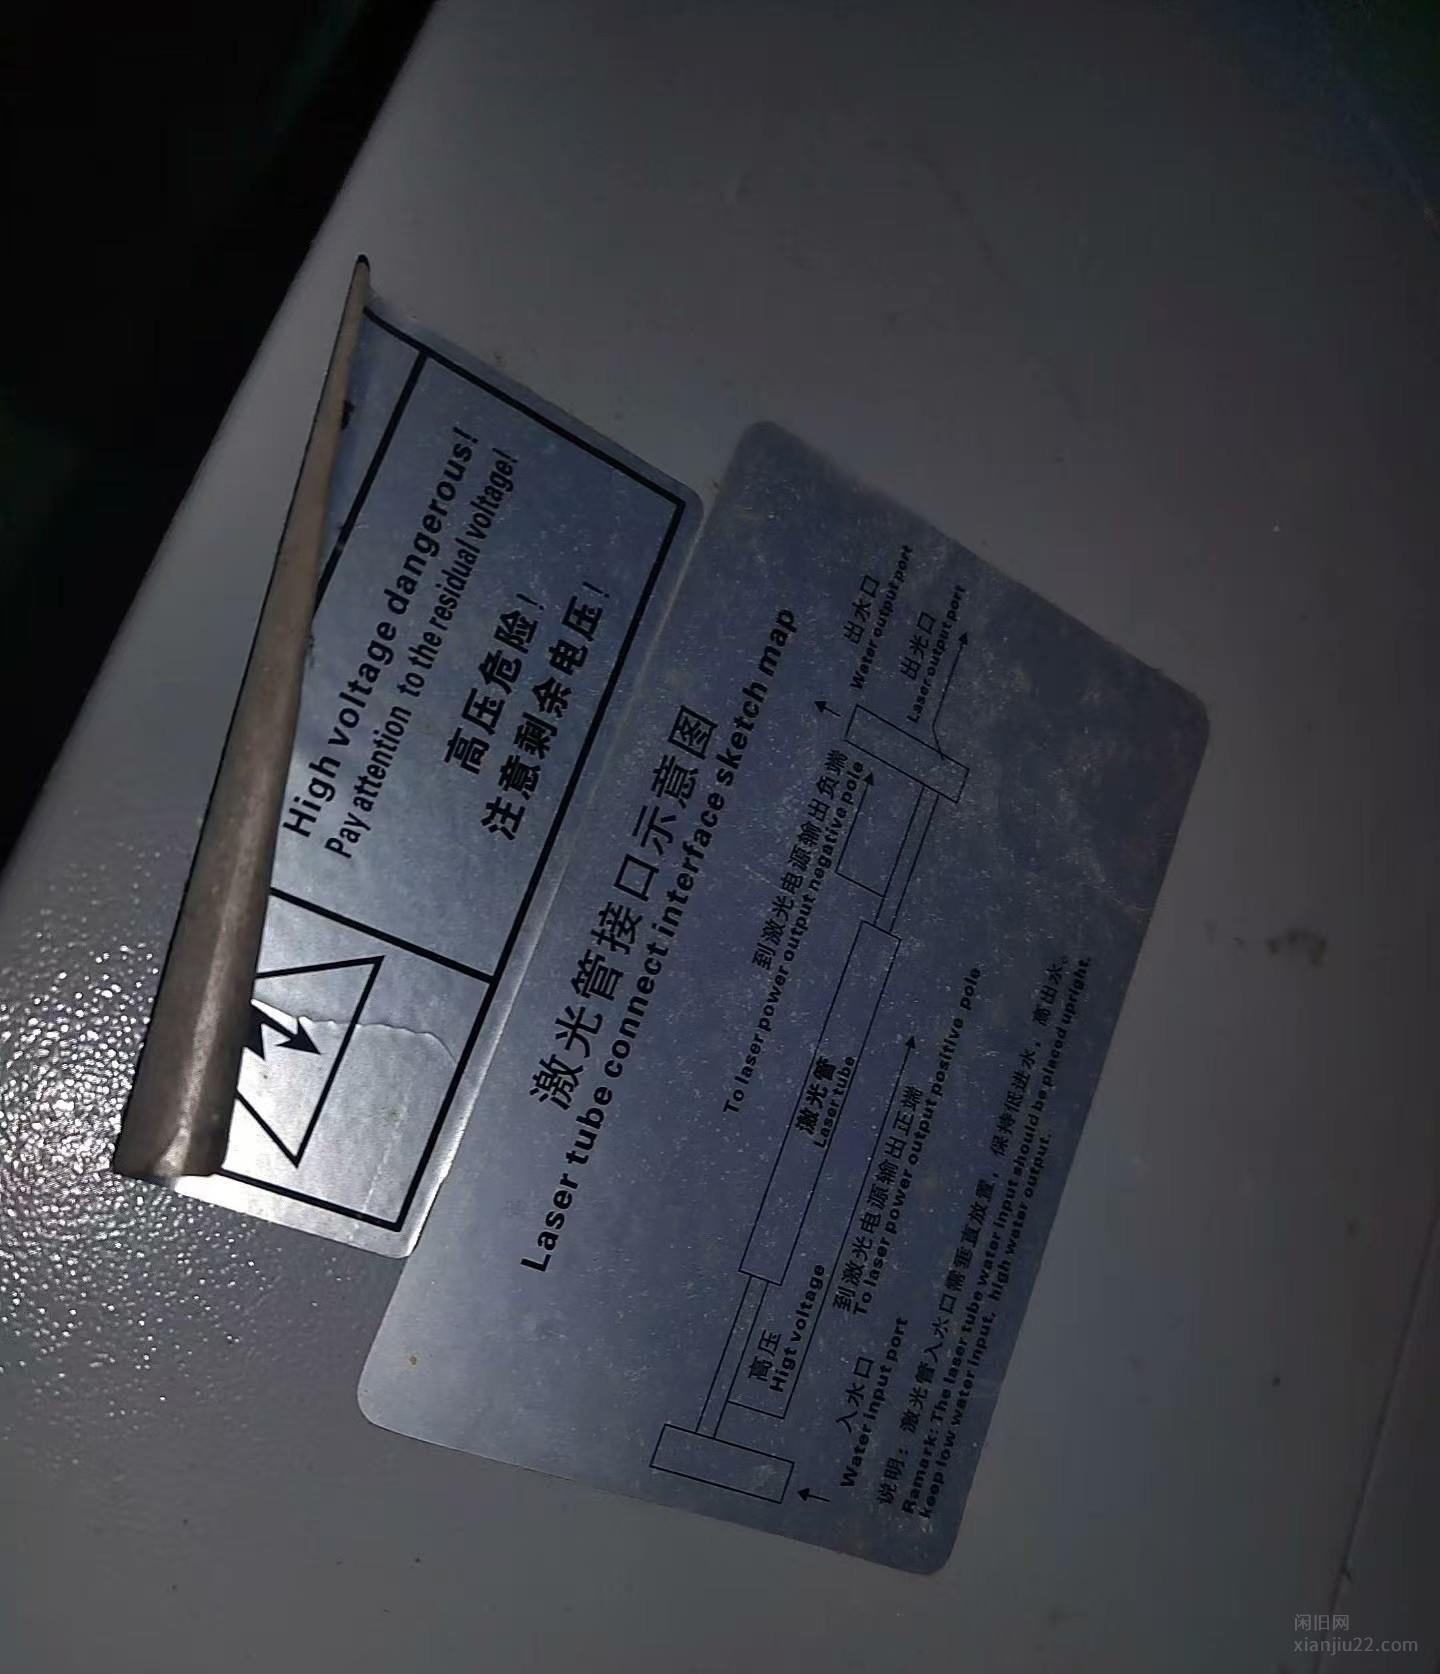 High voltage dangerous!
Pay attention to the residual voltage!
高压危险！
注意剩余电压！
激光管接口示意图
Laser tube connect interface sketch map
出水口
Water output port
出光口
Laser output port
到激光电源输出负端
To laser power output negative pole
激光管
Laser tube
到激光电源输出正端
To laser power output positive pole
高压
Higt voltage
入水口
Water input port
说明：激光管入水口需垂直放置，保持低进水，高出水。
Ramark: The laser tube water input should be placed upright,
keep low water input, high water output.
闲旧网
xianjiu22.com